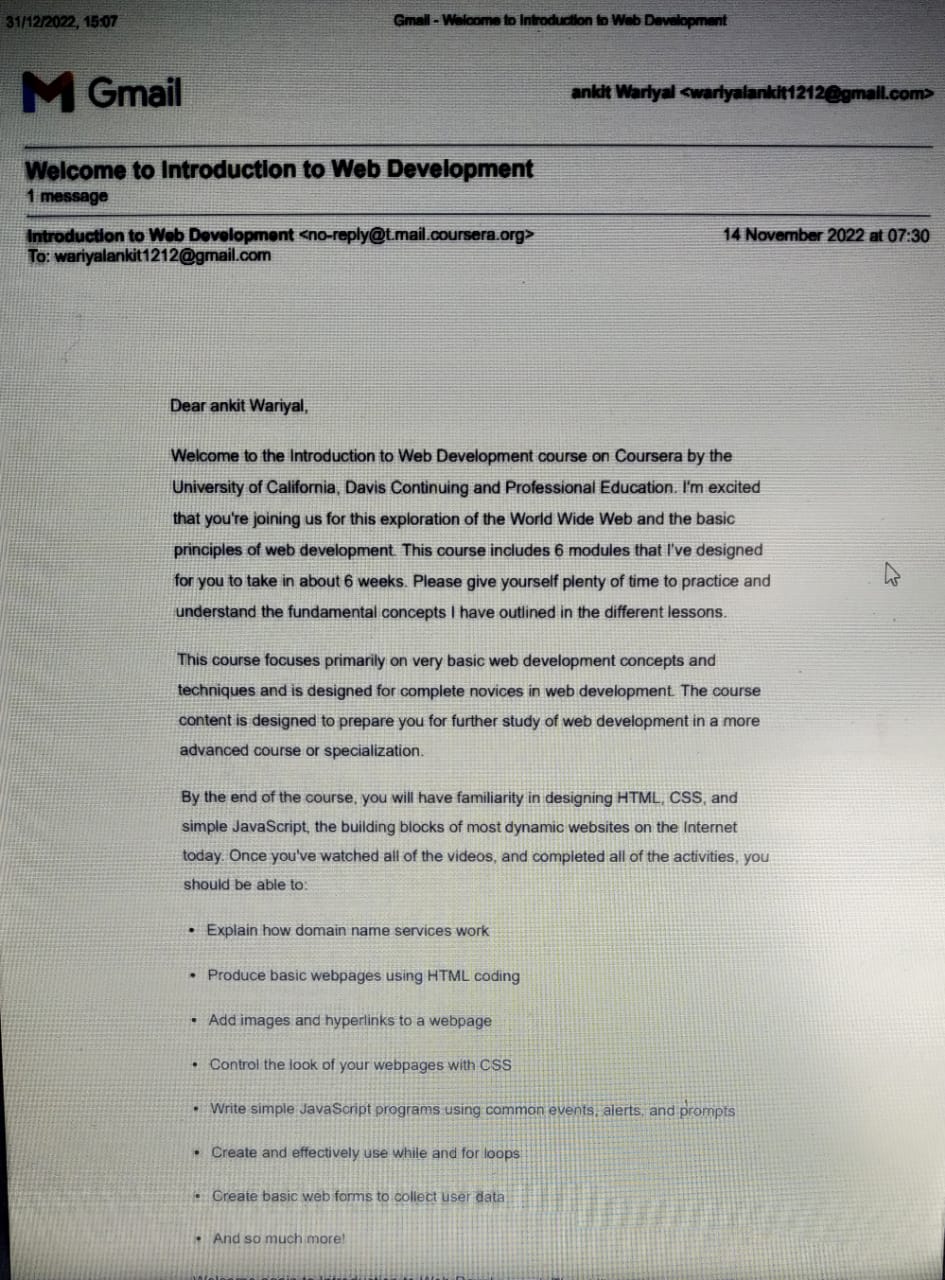 31/12/2022, 15:07 Gmail - Welcome to Introduction to Web Development
Gmail ankit Wariyal <wariyalankit1212@gmail.com>
Welcome to Introduction to Web Development
1 message
Introduction to Web Development <no-reply@t.mail.coursera.org> 14 November 2022 at 07:30
To: wariyalankit1212@gmail.com
Dear ankit Wariyal,
Welcome to the Introduction to Web Development course on Coursera by the
University of California, Davis Continuing and Professional Education. I'm excited
that you're joining us for this exploration of the World Wide Web and the basic
principles of web development. This course includes 6 modules that I've designed
for you to take in about 6 weeks. Please give yourself plenty of time to practice and
understand the fundamental concepts I have outlined in the different lessons.
This course focuses primarily on very basic web development concepts and
techniques and is designed for complete novices in web development. The course
content is designed to prepare you for further study of web development in a more
advanced course or specialization.
By the end of the course, you will have familiarity in designing HTML, CSS, and
simple JavaScript, the building blocks of most dynamic websites on the Internet
today. Once you've watched all of the videos, and completed all of the activities, you
should be able to:
• Explain how domain name services work
• Produce basic webpages using HTML coding
• Add images and hyperlinks to a webpage
• Control the look of your webpages with CSS
• Write simple JavaScript programs using common events, alerts, and prompts
• Create and effectively use while and for loops
• Create basic web forms to collect user data
• And so much more!